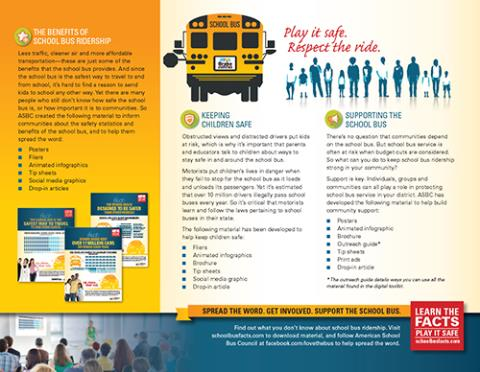 THE BENEFITS OF
SCHOOL BUS RIDERSHIP
Less traffic, cleaner air and more affordable
transportation—these are just some of the
benefits that the school bus provides. And since
the school bus is the safest way to travel to and
from school, it's hard to find a reason to send
kids to school any other way. Yet there are many
people who still don't know how safe the school
bus is, or how important it is to communities. So
ASBC created the following material to inform
communities about the safety statistics and
benefits of the school bus, and to help them
spread the word:
Posters
Fliers
Animated infographics
Tip sheets
Social media graphics
Drop-in articles
SCHOOL BUS
Play it safe.
Respect the ride.
KEEPING
CHILDREN SAFE
Obstructed views and distracted drivers put kids
at risk, which is why it's important that parents
and educators talk to children about ways to
stay safe in and around the school bus.
Motorists put children's lives in danger when
they fail to stop for the school bus as it loads
and unloads its passengers. Yet it's estimated
that over 10 million drivers illegally pass school
buses every year. So it's critical that motorists
learn and follow the laws pertaining to school
buses in their state.
The following material has been developed to
help keep children safe:
Fliers
Animated infographics
Brochure
Tip sheets
Social media graphic
Drop-in article
SUPPORTING THE
SCHOOL BUS
There's no question that communities depend
on the school bus. But school bus service is
often at risk when budget cuts are considered.
So what can you do to keep school bus ridership
strong in your community?
Support is key. Individuals, groups and
communities can all play a role in protecting
school bus service in your district. ASBC has
developed the following material to help build
community support:
Posters
Animated infographic
Brochure
Outreach guide*
Tip sheets
Print ads
Drop-in article
* The outreach guide details ways you can use all the
material found in the digital toolkit.
SPREAD THE WORD. GET INVOLVED. SUPPORT THE SCHOOL BUS.
Find out what you don't know about school bus ridership. Visit
schoolbusfacts.com to download material, and follow American School
Bus Council at facebook.com/lovethebus to help spread the word.
LEARN THE
FACTS
PLAY IT SAFE
schoolbusfacts.com